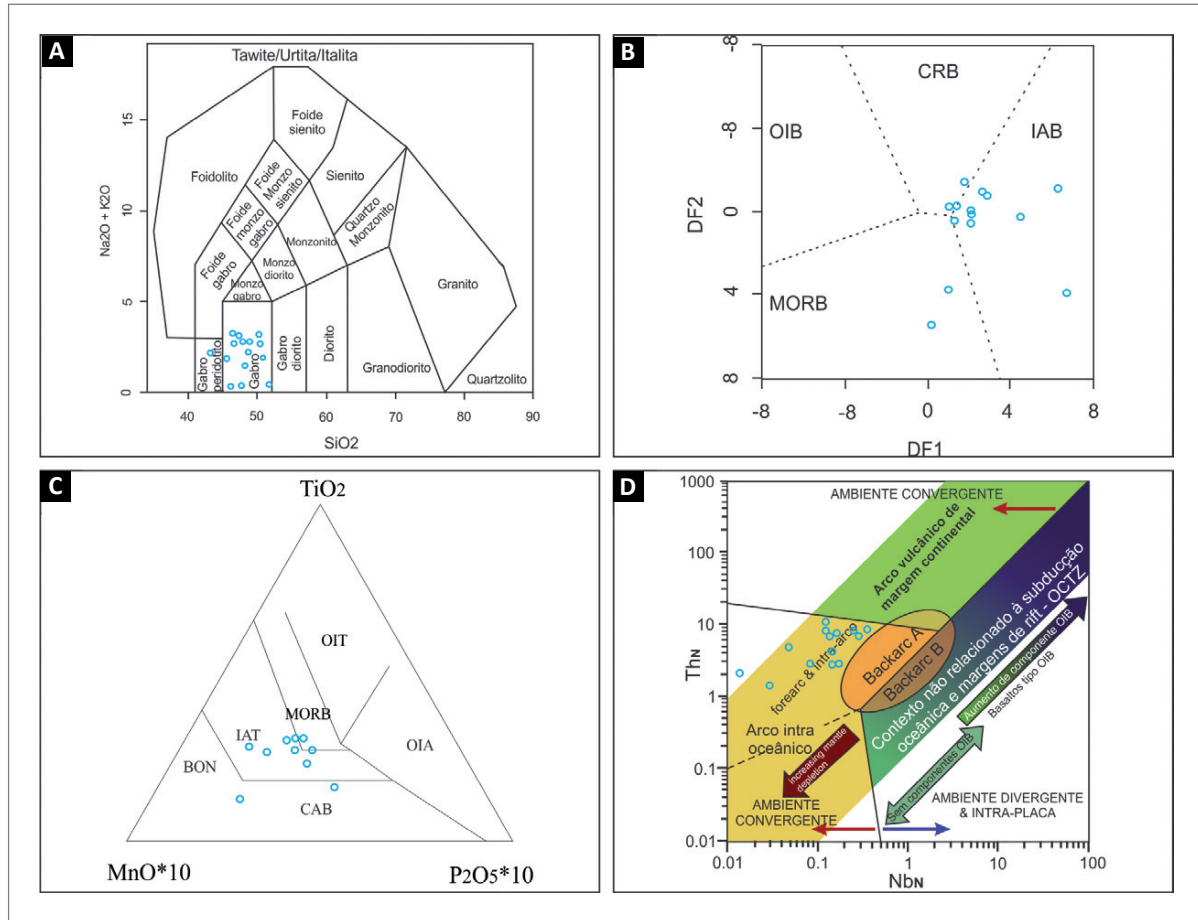 A
Tawite/Urtita/Italita
Foide
sienito
Foidolito
Foide
Monzo
sienito
Sienito
Foide
monzo
gabro
Quartzo
Monzonito
Monzonito
Foide
gabro
Monzo
diorito
Monzo
gabro
Granito
Gabro
peridotito
Gabro
Gabro
diorito
Diorito
Granodiorito
Quartzolito
Na2O + K2O
15
10
5
0
40
50
60
70
80
90
SiO2
B
-8
-8
0
4
8
DF2
CRB
OIB
IAB
MORB
-8
-8
0
4
8
DF1
C
TiO2
OIT
MORB
IAT
OIA
BON
CAB
MnO*10
P2O5*10
D
1000
100
10
1
0.1
0.01
ThN
AMBIENTE CONVERGENTE
Arco vulcânico de
margem continental
forearc & intra-arco
Backarc A
Backarc B
Contexto não relacionado à subducção
oceânica e margens de rift - OCTZ
Aumento de componente OIB
Basaltos tipo OIB
Arco intra
oceânico
increasing mantle
depletion
Sem componentes OIB
AMBIENTE
CONVERGENTE
AMBIENTE DIVERGENTE
& INTRA-PLACA
0.01
0.1
1
10
100
NbN